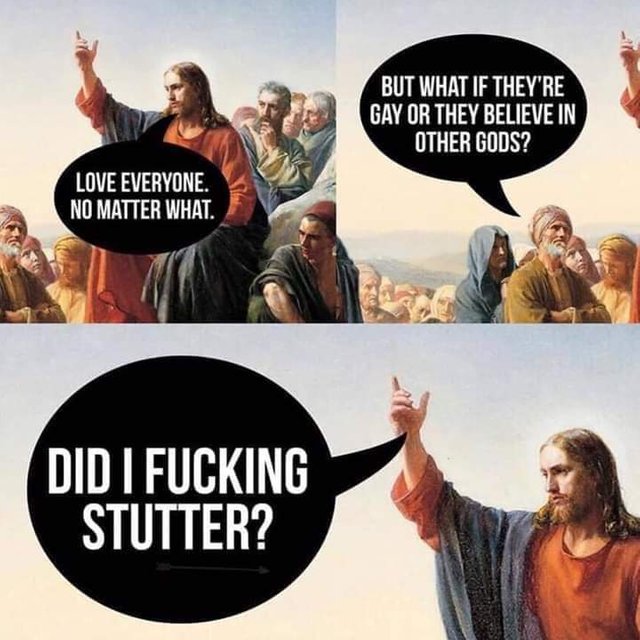 LOVE EVERYONE.
NO MATTER WHAT.
BUT WHAT IF THEY'RE
GAY OR THEY BELIEVE IN
OTHER GODS?
DID I FUCKING
STUTTER?